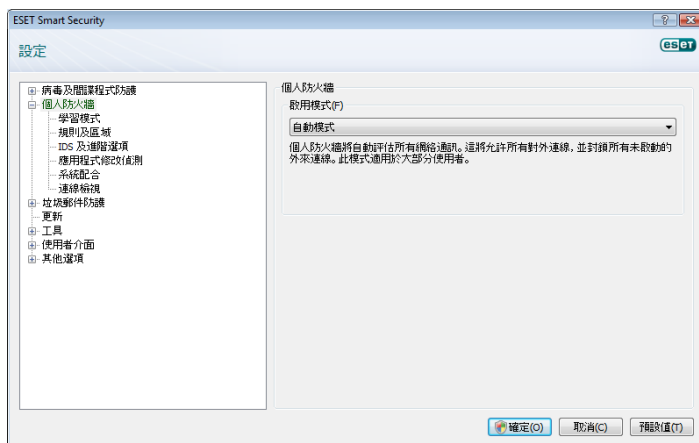 ESET Smart Security
設定
eset
病毒及間諜程式防護
個人防火牆
學習模式
規則及區域
IDS 及進階選項
應用程式修改偵測
系統配合
連線檢視
垃圾郵件防護
更新
工具
使用者介面
其他選項
個人防火牆
啟用模式(F)
自動模式
個人防火牆將自動評估所有網絡通訊。這將允許所有對外連線，並封鎖所有未啟動的
外來連線。此模式適用於大部分使用者。
確定(O)
取消(C)
預設值(T)